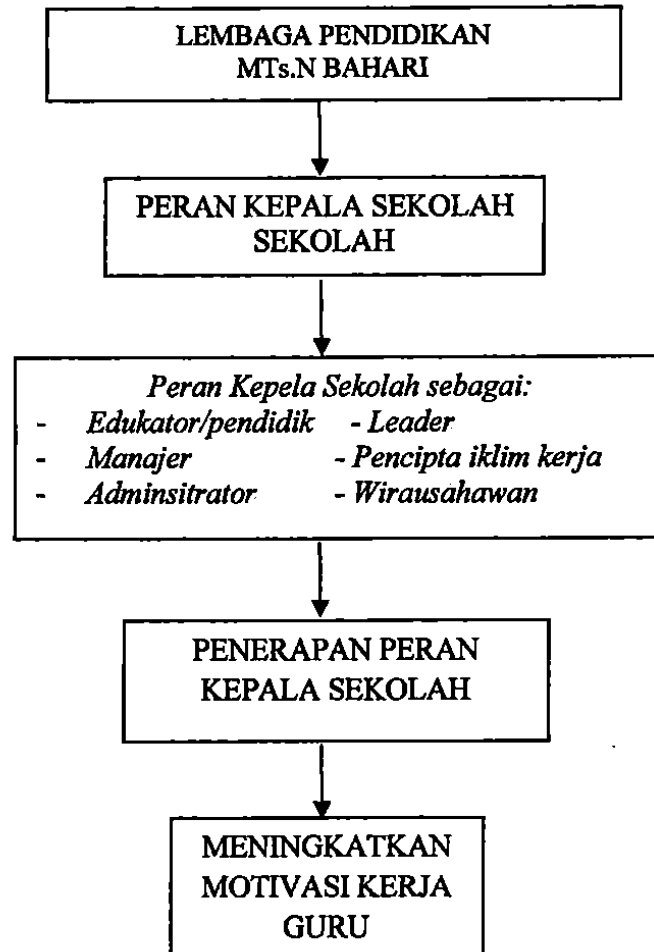 LEMBAGA PENDIDIKAN
MTs.N BAHARI
PERAN KEPALA SEKOLAH
SEKOLAH
Peran Kepela Sekolah sebagai:
- Edukator/pendidik - Leader
- Manajer - Pencipta iklim kerja
- Adminsitrator - Wirausahawan
PENERAPAN PERAN
KEPALA SEKOLAH
MENINGKATKAN
MOTIVASI KERJA
GURU